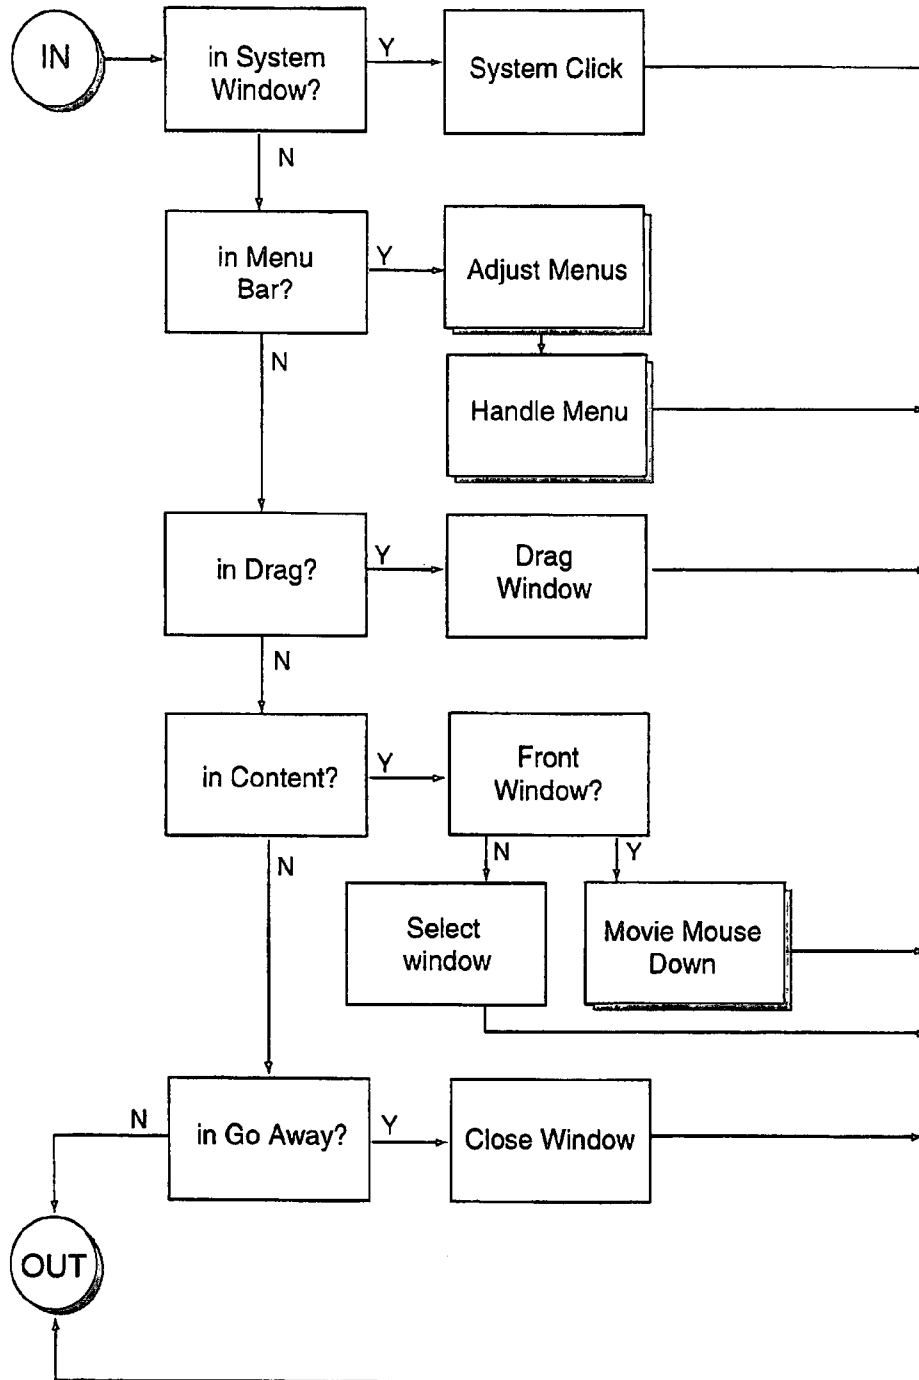 IN
in System
Window?
Y
System Click
N
in Menu
Bar?
Y
Adjust Menus
N
Handle Menu
in Drag?
Y
Drag
Window
N
in Content?
Y
Front
Window?
N
N
Y
Select
window
Movie Mouse
Down
N
in Go Away?
Y
Close Window
OUT